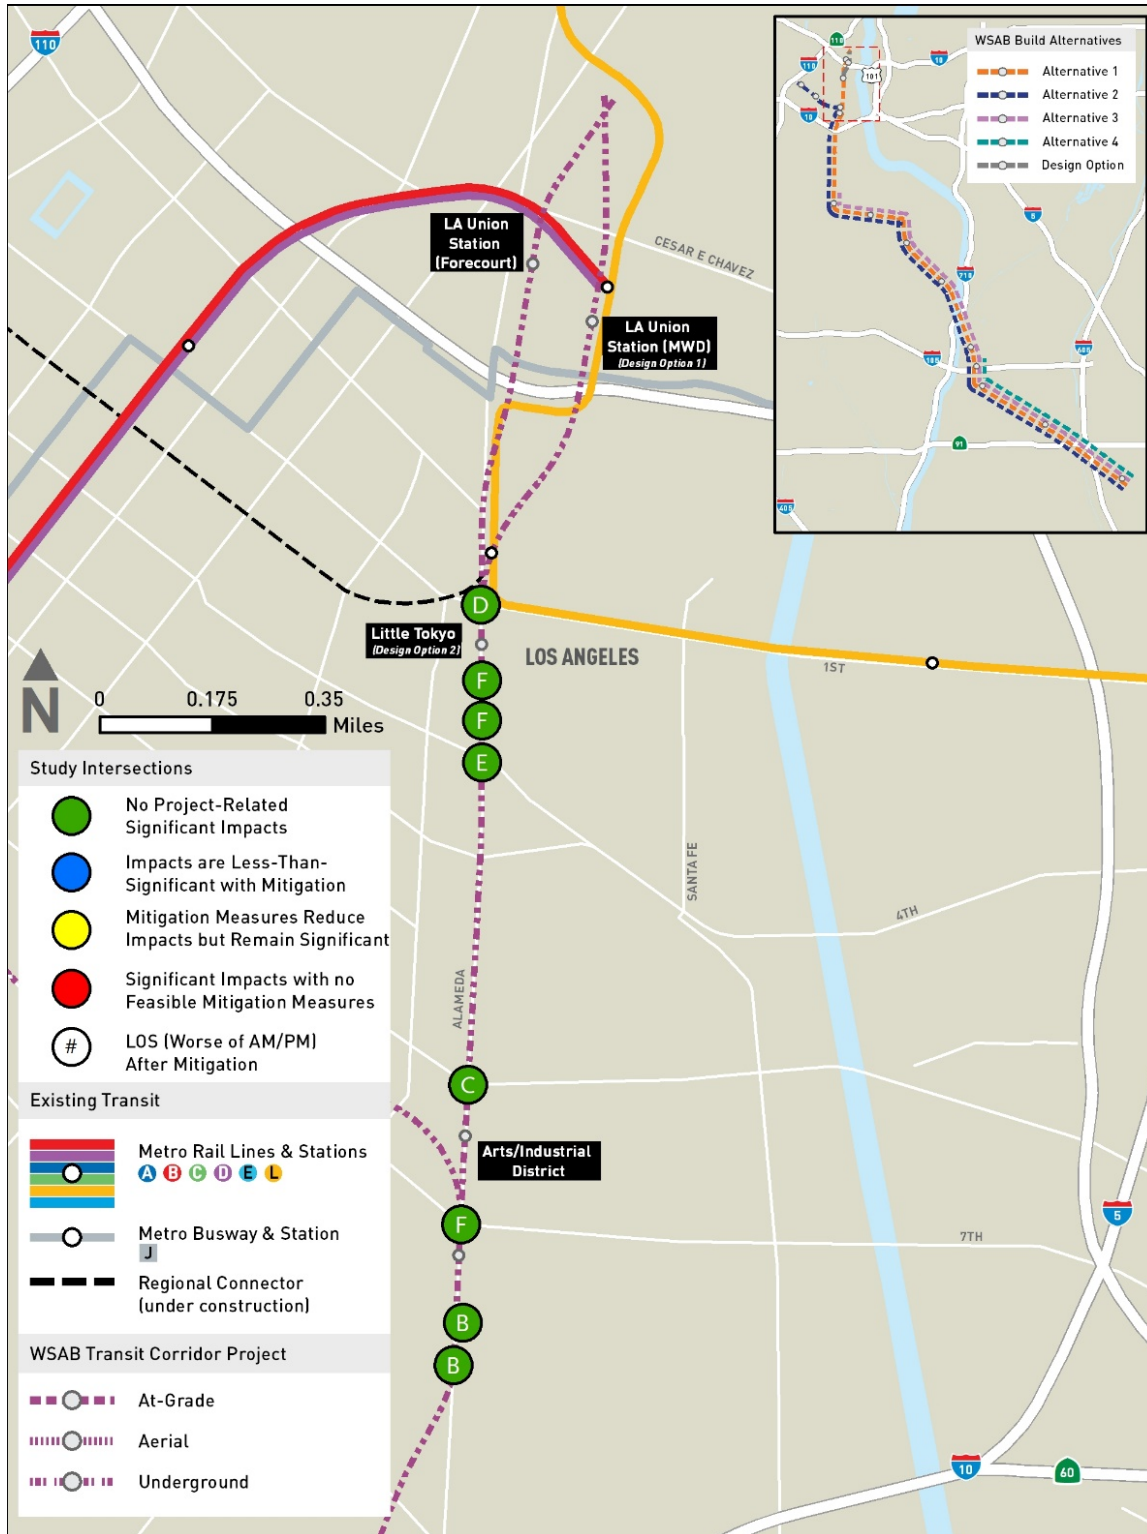 110
LA Union
Station
(Forecourt)
CESAR E CHAVEZ
LA Union
Station (MWD)
(Design Option 1)
WSAB Build Alternatives
Alternative 1
Alternative 2
Alternative 3
Alternative 4
Design Option
110
110
10
101
10
5
710
105
605
91
405
D
Little Tokyo
(Design Option 2)
LOS ANGELES
1ST
F
F
E
N
0 0.175 0.35
Miles
SANTA FE
4TH
ALAMEDA
C
Arts/Industrial
District
F
7TH
5
B
B
10
60
Study Intersections
No Project-Related
Significant Impacts
Impacts are Less-Than-
Significant with Mitigation
Mitigation Measures Reduce
Impacts but Remain Significant
Significant Impacts with no
Feasible Mitigation Measures
# LOS (Worse of AM/PM)
After Mitigation
Existing Transit
Metro Rail Lines & Stations
A B C D E L
Metro Busway & Station
J
Regional Connector
(under construction)
WSAB Transit Corridor Project
At-Grade
Aerial
Underground